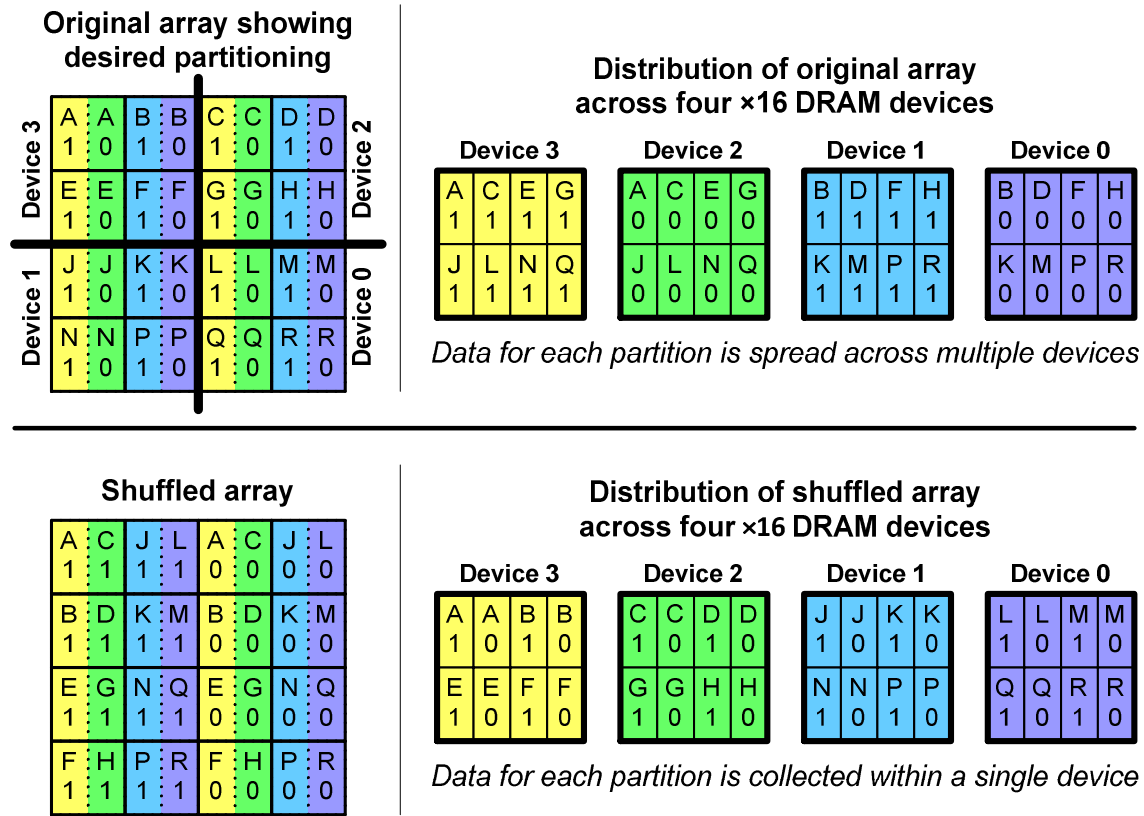 Original array showing
desired partitioning
Device 3
Device 2
A A B B C C D D
1 0 1 0 1 0 1 0
E E F F G G H H
1 0 1 0 1 0 1 0
Device 1
Device 0
J J K K L L M M
1 0 1 0 1 0 1 0
N N P P Q Q R R
1 0 1 0 1 0 1 0
Distribution of original array
across four ×16 DRAM devices
Device 3 Device 2 Device 1 Device 0
A C E G A C E G B D F H B D F H
1 1 1 1 0 0 0 0 1 1 1 1 0 0 0 0
J L N Q J L N Q K M P R K M P R
1 1 1 1 0 0 0 0 1 1 1 1 0 0 0 0
Data for each partition is spread across multiple devices
Shuffled array
A C J L A C J L
1 1 1 1 0 0 0 0
B D K M B D K M
1 1 1 1 0 0 0 0
E G N Q E G N Q
1 1 1 1 0 0 0 0
F H P R F H P R
1 1 1 1 0 0 0 0
Distribution of shuffled array
across four ×16 DRAM devices
Device 3 Device 2 Device 1 Device 0
A A B B C C D D J J K K L L M M
1 0 1 0 1 0 1 0 1 0 1 0 1 0 1 0
E E F F G G H H N N P P Q Q R R
1 0 1 0 1 0 1 0 1 0 1 0 1 0 1 0
Data for each partition is collected within a single device